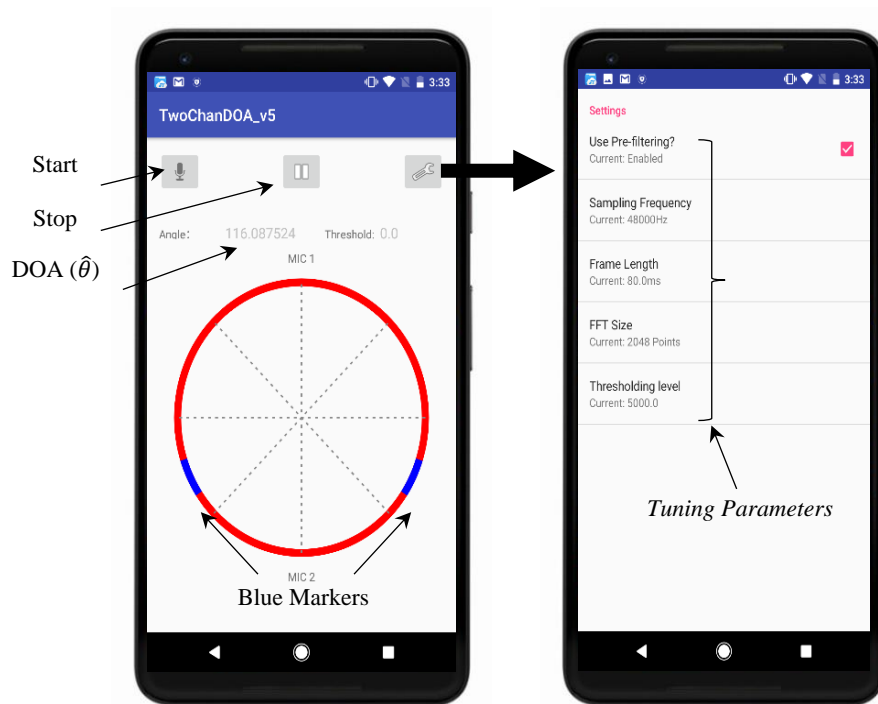 3:33
TwoChanDOA_v5
Start
Stop
DOA (θ̂)
Angle: 116.087524 Threshold: 0.0
MIC 1
MIC 2
Blue Markers
3:33
Settings
Use Pre-filtering?
Current: Enabled
Sampling Frequency
Current: 48000Hz
Frame Length
Current: 80.0ms
FFT Size
Current: 2048 Points
Thresholding level
Current: 5000.0
Tuning Parameters